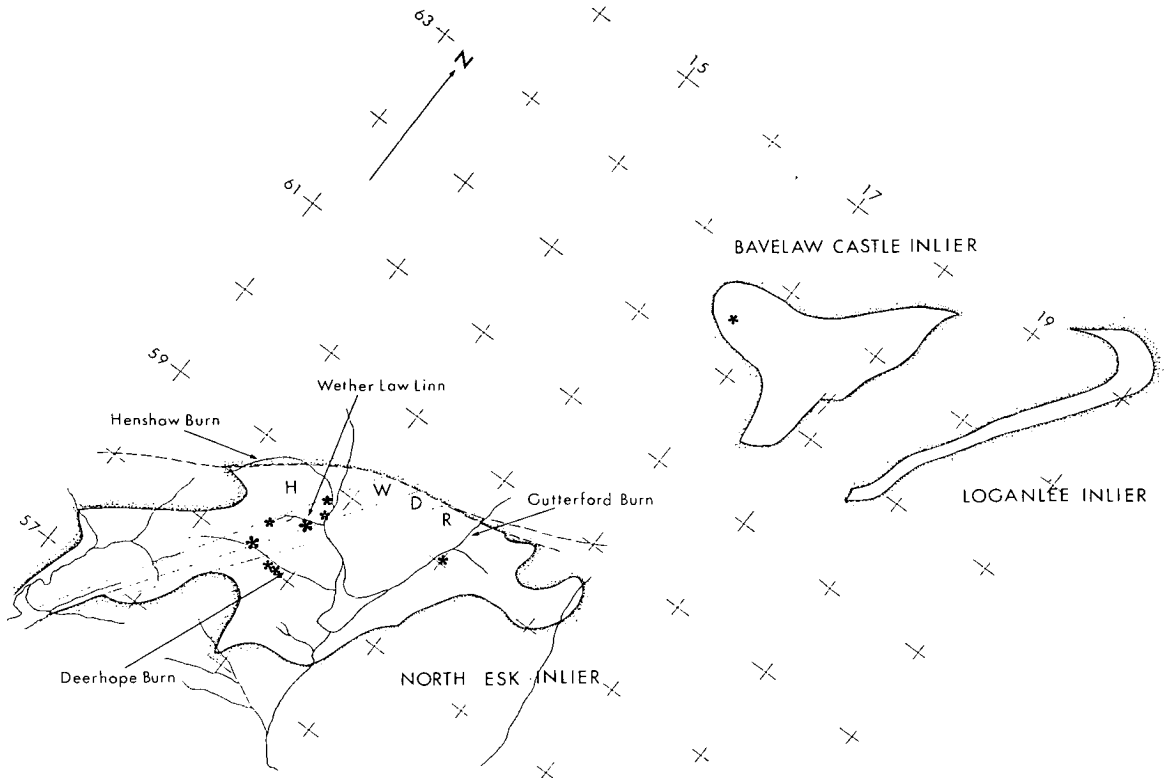 63
N
15
61
17
BAVELAW CASTLE INLIER
59
19
Wether Law Linn
Henshaw Burn
H
W
D
R
Gutterford Burn
LOGANLEE INLIER
57
Deerhope Burn
NORTH ESK INLIER